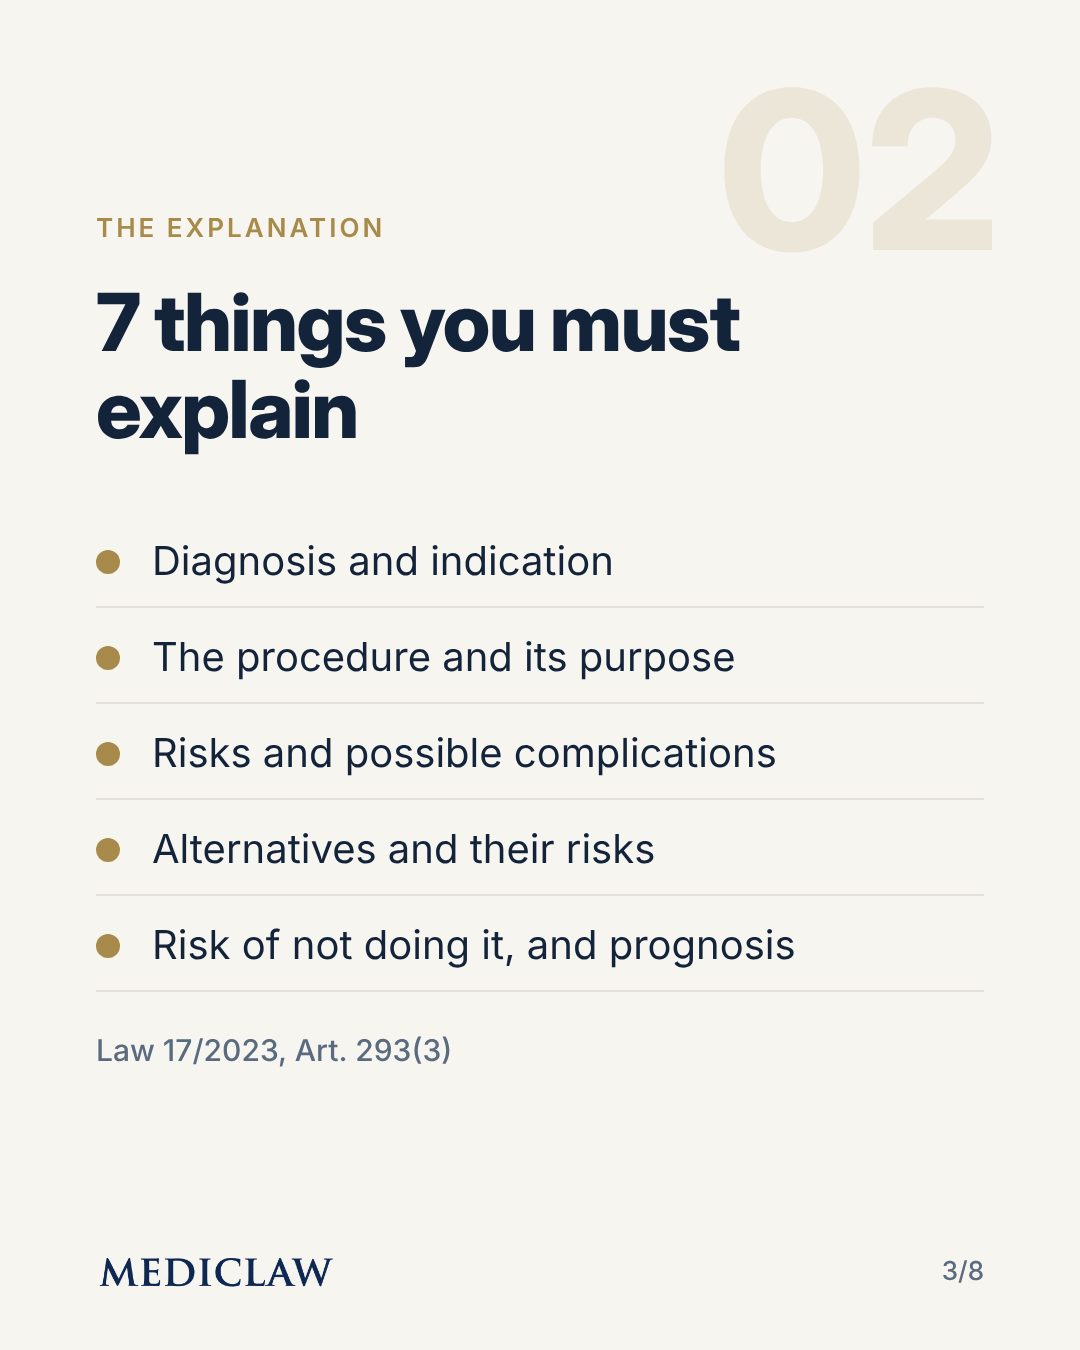 02
THE EXPLANATION
7 things you must
explain
Diagnosis and indication
The procedure and its purpose
Risks and possible complications
Alternatives and their risks
Risk of not doing it, and prognosis
Law 17/2023, Art. 293(3)
MEDICLAW
3/8